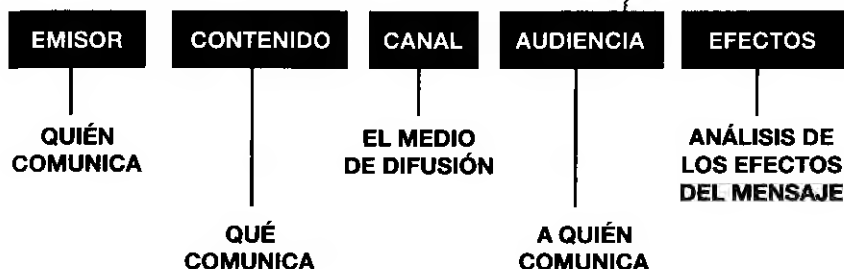 EMISOR CONTENIDO CANAL AUDIENCIA EFECTOS
QUIÉN
COMUNICA
QUÉ
COMUNICA
EL MEDIO
DE DIFUSIÓN
A QUIÉN
COMUNICA
ANÁLISIS DE
LOS EFECTOS
DEL MENSAJE